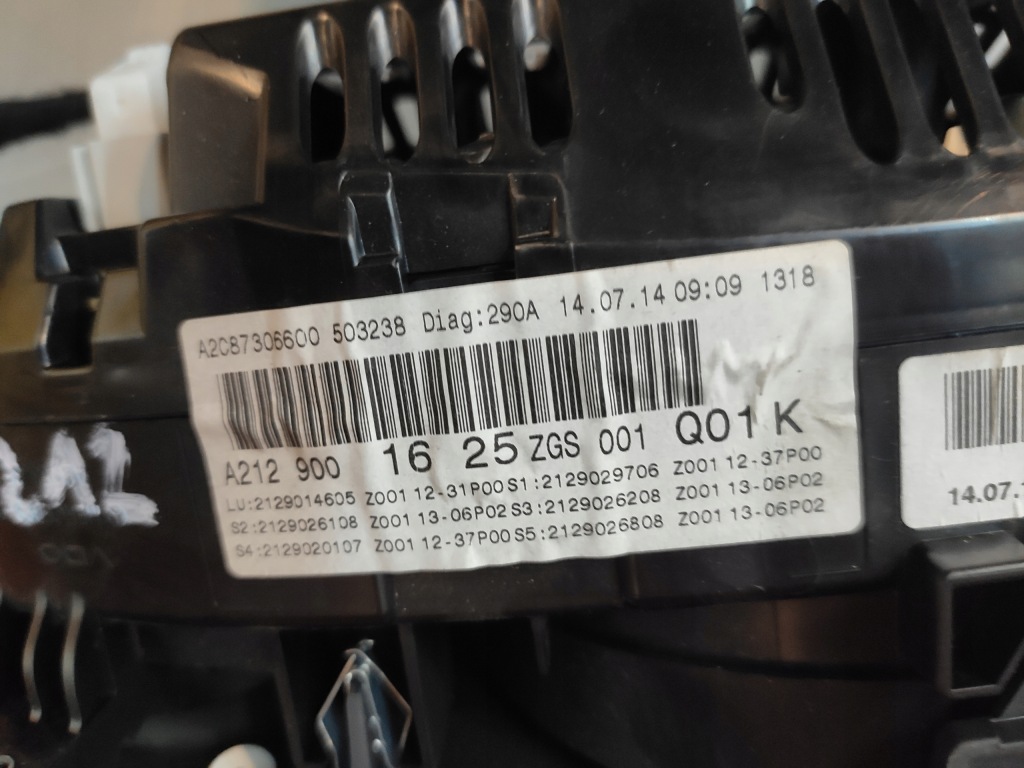 A2C87306600 503238 Diag:290A 14.07.14 09:09 1318
A212 900 16 25 ZGS 001 Q01 K
LU:2129014605 Z001 12-31P00 S1:2129029706 Z001 12-37P00
S2:2129026108 Z001 13-06P02 S3:2129026208 Z001 13-06P02
S4:2129020107 Z001 12-37P00 S5:2129026808 Z001 13-06P02
14.07.